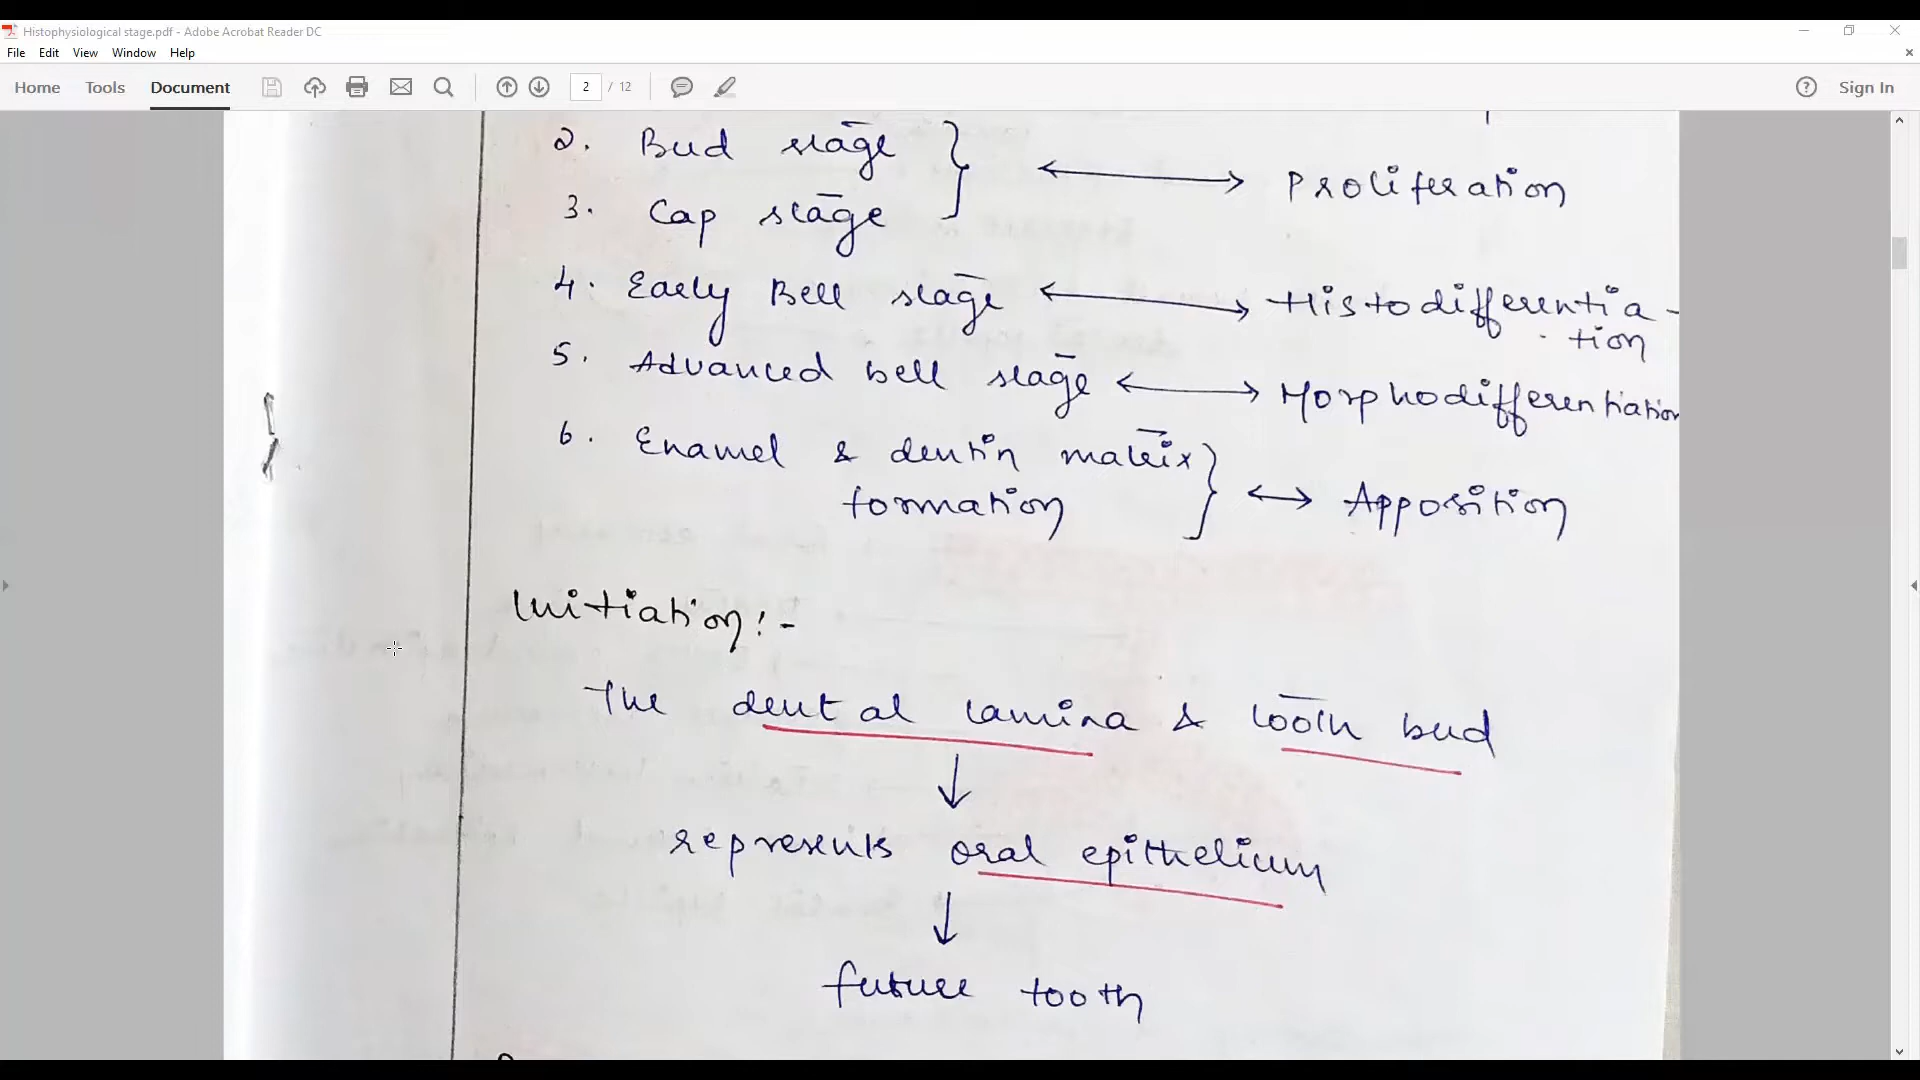 Histophysiological stage.pdf - Adobe Acrobat Reader DC
File Edit View Window Help
Home Tools Document 2 / 12 Sign In
2. Bud stage
3. Cap stage
Proliferation
4. Early Bell stage Histodifferentia-
tion
5. Advanced bell stage Morphodifferentiation
6. Enamel & dentin matrix
formation
Apposition
Initiation:-
The dental lamina & tooth bud
represents oral epithelium
future tooth